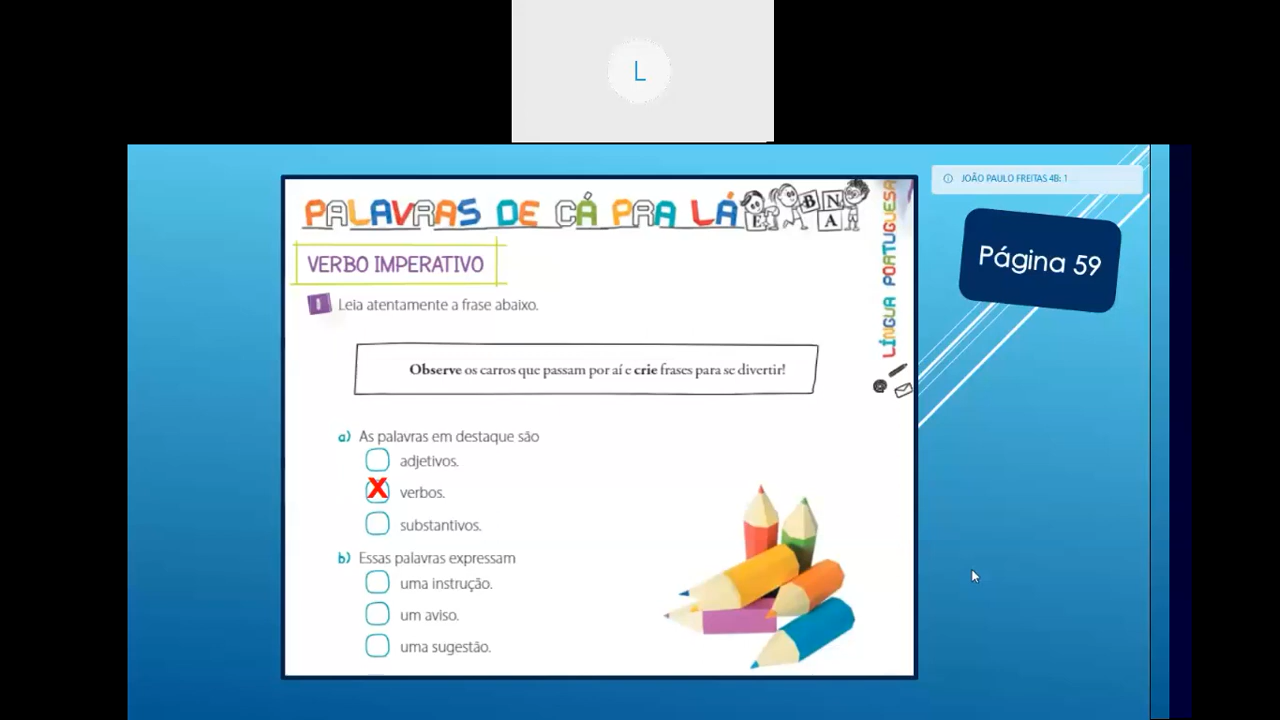 L
JOÃO PAULO FREITAS 4B: 1
Página 59
PALAVRAS DE CÁ PRA LÁ
E B N A
LÍNGUA PORTUGUESA
VERBO IMPERATIVO
1 Leia atentamente a frase abaixo.
Observe os carros que passam por aí e crie frases para se divertir!
a) As palavras em destaque são
adjetivos.
X verbos.
substantivos.
b) Essas palavras expressam
uma instrução.
um aviso.
uma sugestão.